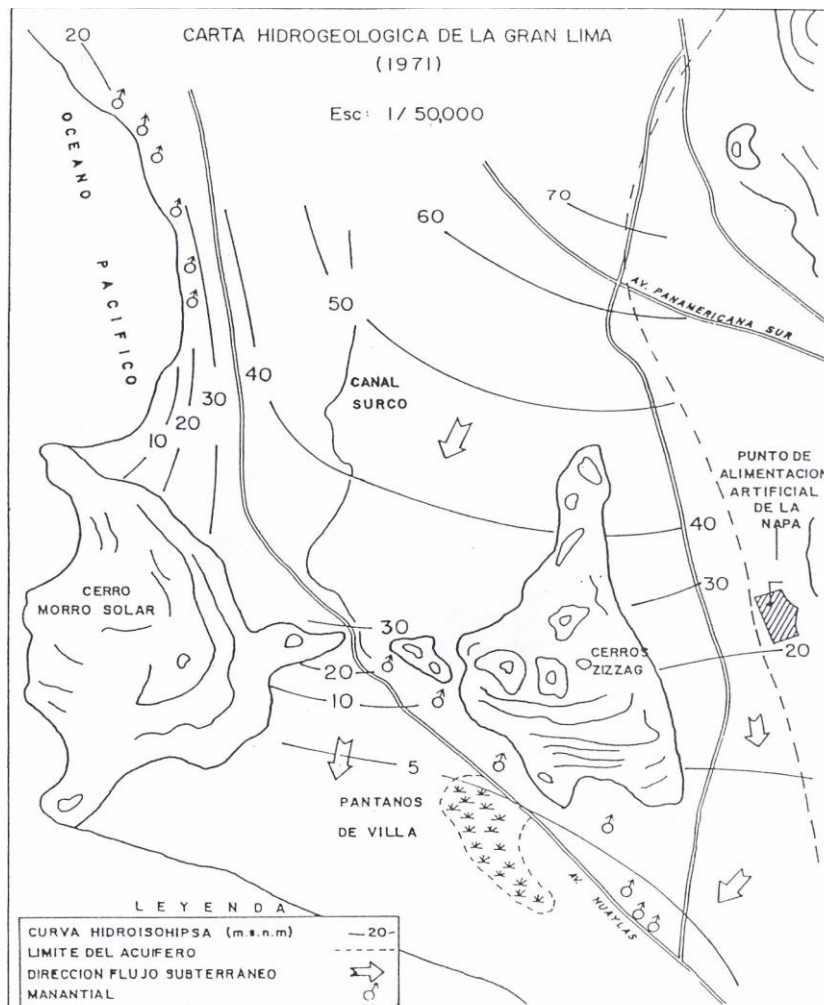 20
CARTA HIDROGEOLOGICA DE LA GRAN LIMA
(1971)
Esc: 1/50,000
OCEANO PACIFICO
70
60
AV. PANAMERICANA SUR
50
40
30
20
10
CANAL
SURCO
PUNTO DE
ALIMENTACION
ARTIFICIAL
DE LA
NAPA
40
30
20
CERRO
MORRO SOLAR
30
20
10
5
CERROS
ZIZZAG
PANTANOS
DE VILLA
AV. HUAYLAS
LEYENDA
CURVA HIDROISOHIPSA (m.s.n.m) 20
LIMITE DEL ACUIFERO
DIRECCION FLUJO SUBTERRANEO
MANANTIAL